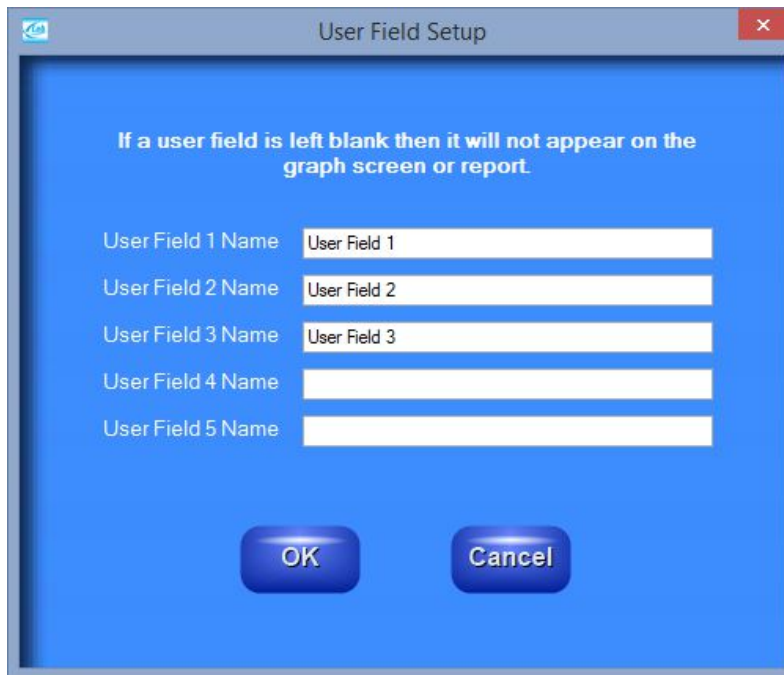 User Field Setup
If a user field is left blank then it will not appear on the
graph screen or report.
User Field 1 Name User Field 1
User Field 2 Name User Field 2
User Field 3 Name User Field 3
User Field 4 Name
User Field 5 Name
OK Cancel